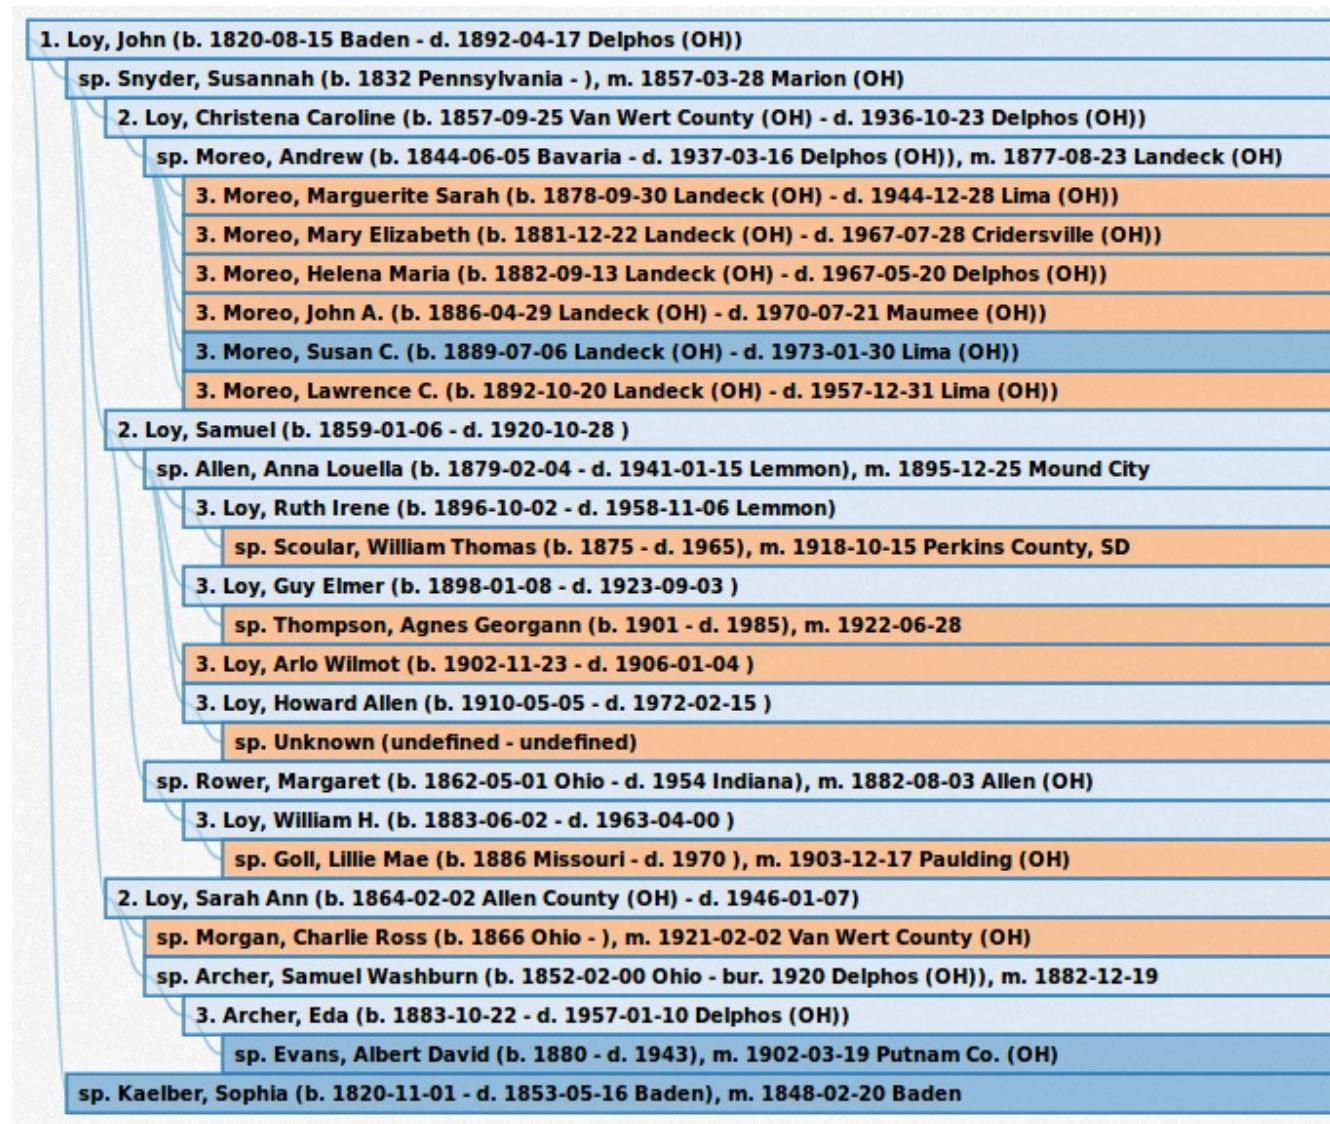 1. Loy, John (b. 1820-08-15 Baden - d. 1892-04-17 Delphos (OH))
sp. Snyder, Susannah (b. 1832 Pennsylvania - ), m. 1857-03-28 Marion (OH)
2. Loy, Christena Caroline (b. 1857-09-25 Van Wert County (OH) - d. 1936-10-23 Delphos (OH))
sp. Moreo, Andrew (b. 1844-06-05 Bavaria - d. 1937-03-16 Delphos (OH)), m. 1877-08-23 Landeck (OH)
3. Moreo, Marguerite Sarah (b. 1878-09-30 Landeck (OH) - d. 1944-12-28 Lima (OH))
3. Moreo, Mary Elizabeth (b. 1881-12-22 Landeck (OH) - d. 1967-07-28 Cridersville (OH))
3. Moreo, Helena Maria (b. 1882-09-13 Landeck (OH) - d. 1967-05-20 Delphos (OH))
3. Moreo, John A. (b. 1886-04-29 Landeck (OH) - d. 1970-07-21 Maumee (OH))
3. Moreo, Susan C. (b. 1889-07-06 Landeck (OH) - d. 1973-01-30 Lima (OH))
3. Moreo, Lawrence C. (b. 1892-10-20 Landeck (OH) - d. 1957-12-31 Lima (OH))
2. Loy, Samuel (b. 1859-01-06 - d. 1920-10-28 )
sp. Allen, Anna Louella (b. 1879-02-04 - d. 1941-01-15 Lemmon), m. 1895-12-25 Mound City
3. Loy, Ruth Irene (b. 1896-10-02 - d. 1958-11-06 Lemmon)
sp. Scoular, William Thomas (b. 1875 - d. 1965), m. 1918-10-15 Perkins County, SD
3. Loy, Guy Elmer (b. 1898-01-08 - d. 1923-09-03 )
sp. Thompson, Agnes Georgann (b. 1901 - d. 1985), m. 1922-06-28
3. Loy, Arlo Wilmot (b. 1902-11-23 - d. 1906-01-04 )
3. Loy, Howard Allen (b. 1910-05-05 - d. 1972-02-15 )
sp. Unknown (undefined - undefined)
sp. Rower, Margaret (b. 1862-05-01 Ohio - d. 1954 Indiana), m. 1882-08-03 Allen (OH)
3. Loy, William H. (b. 1883-06-02 - d. 1963-04-00 )
sp. Goll, Lillie Mae (b. 1886 Missouri - d. 1970 ), m. 1903-12-17 Paulding (OH)
2. Loy, Sarah Ann (b. 1864-02-02 Allen County (OH) - d. 1946-01-07)
sp. Morgan, Charlie Ross (b. 1866 Ohio - ), m. 1921-02-02 Van Wert County (OH)
sp. Archer, Samuel Washburn (b. 1852-02-00 Ohio - bur. 1920 Delphos (OH)), m. 1882-12-19
3. Archer, Eda (b. 1883-10-22 - d. 1957-01-10 Delphos (OH))
sp. Evans, Albert David (b. 1880 - d. 1943), m. 1902-03-19 Putnam Co. (OH)
sp. Kaelber, Sophia (b. 1820-11-01 - d. 1853-05-16 Baden), m. 1848-02-20 Baden